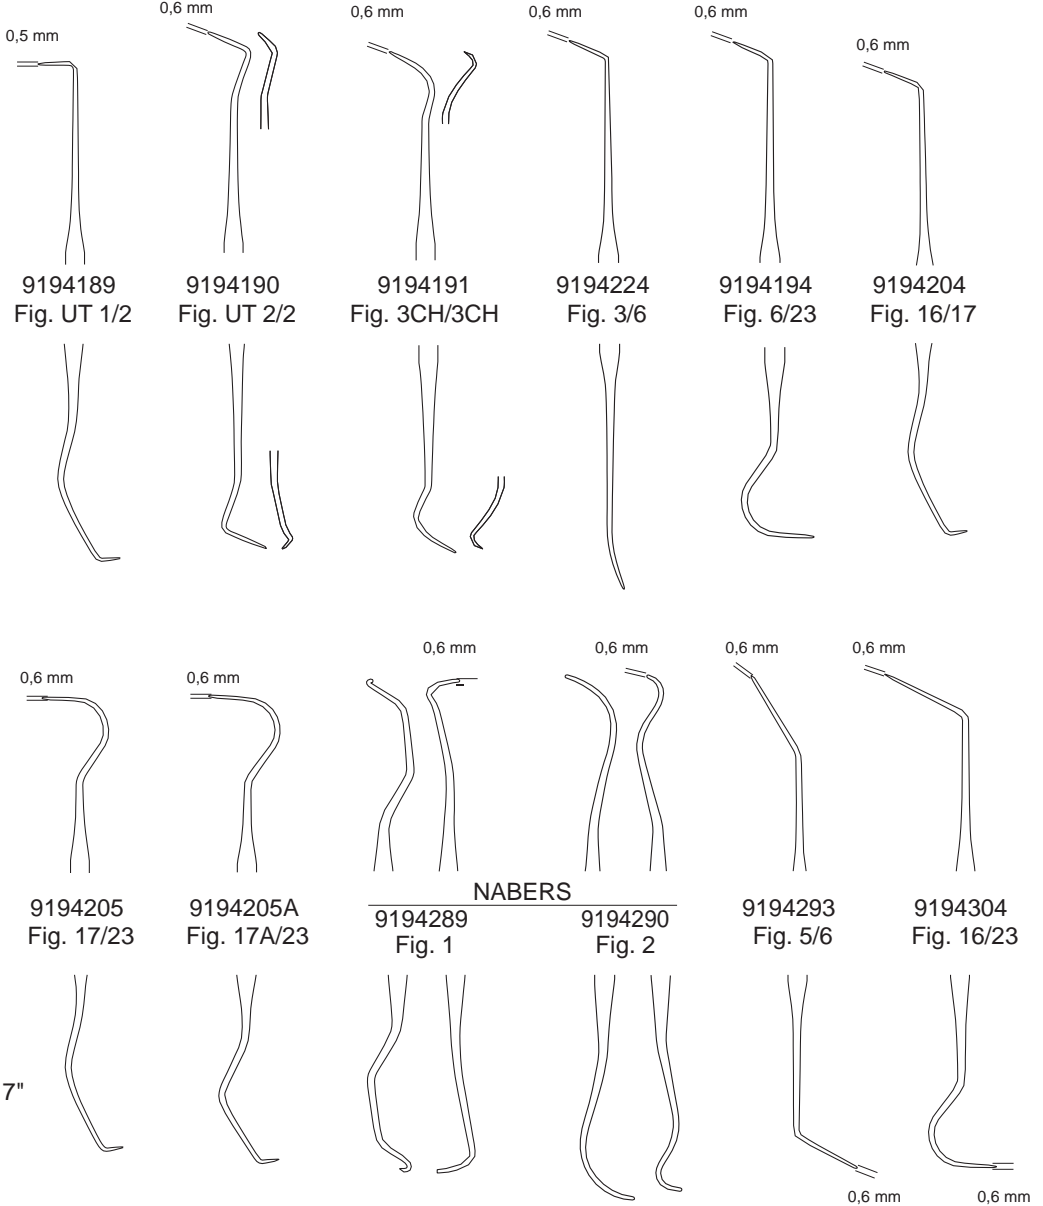 0,5 mm
0,6 mm
0,6 mm
0,6 mm
0,6 mm
0,6 mm
9194189
Fig. UT 1/2
9194190
Fig. UT 2/2
9194191
Fig. 3CH/3CH
9194224
Fig. 3/6
9194194
Fig. 6/23
9194204
Fig. 16/17
0,6 mm
0,6 mm
0,6 mm
0,6 mm
0,6 mm
0,6 mm
9194205
Fig. 17/23
9194205A
Fig. 17A/23
NABERS
9194289
Fig. 1
9194290
Fig. 2
9194293
Fig. 5/6
9194304
Fig. 16/23
7"
0,6 mm
0,6 mm